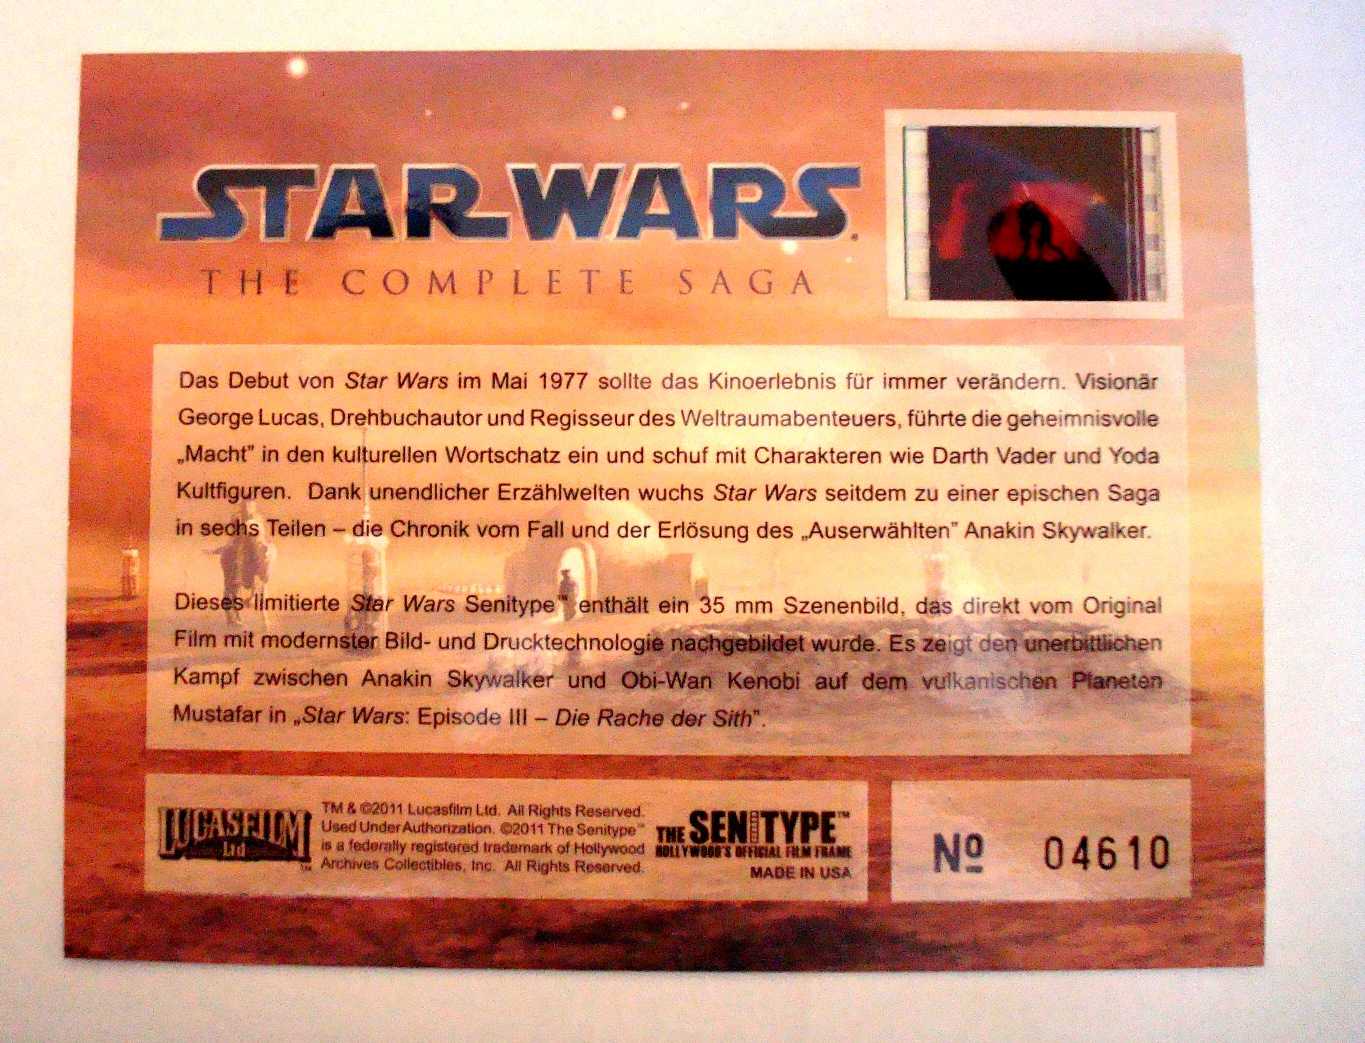 STAR WARS.
THE COMPLETE SAGA
Das Debut von Star Wars im Mai 1977 sollte das Kinoerlebnis für immer verändern. Visionär
George Lucas, Drehbuchautor und Regisseur des Weltraumabenteuers, führte die geheimnisvolle
„Macht” in den kulturellen Wortschatz ein und schuf mit Charakteren wie Darth Vader und Yoda
Kultfiguren. Dank unendlicher Erzählwelten wuchs Star Wars seitdem zu einer epischen Saga
in sechs Teilen – die Chronik vom Fall und der Erlösung des „Auserwählten” Anakin Skywalker.
Dieses limitierte Star Wars Senitype™ enthält ein 35 mm Szenenbild, das direkt vom Original
Film mit modernster Bild- und Drucktechnologie nachgebildet wurde. Es zeigt den unerbittlichen
Kampf zwischen Anakin Skywalker und Obi-Wan Kenobi auf dem vulkanischen Planeten
Mustafar in „Star Wars: Episode III – Die Rache der Sith”.
LUCASFILM
Ltd
™
TM & ©2011 Lucasfilm Ltd. All Rights Reserved.
Used Under Authorization. ©2011 The Senitype™
is a federally registered trademark of Hollywood
Archives Collectibles, Inc. All Rights Reserved.
THE SENITYPE™
HOLLYWOOD'S OFFICIAL FILM FRAME
MADE IN USA
Nº 04610